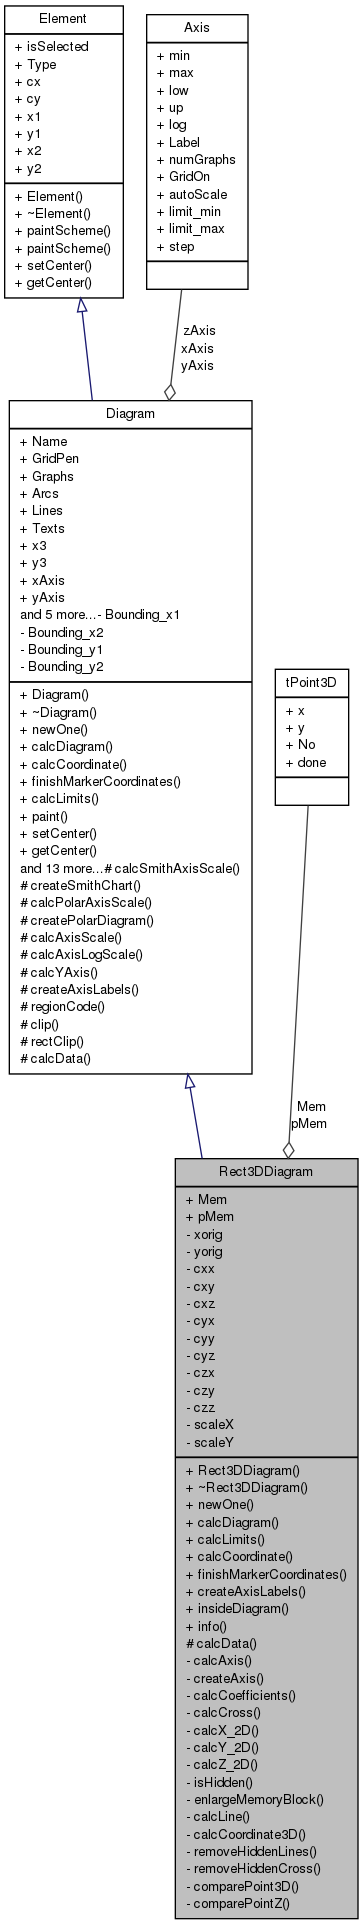 Element
+ isSelected
+ Type
+ cx
+ cy
+ x1
+ y1
+ x2
+ y2
+ Element()
+ ~Element()
+ paintScheme()
+ paintScheme()
+ setCenter()
+ getCenter()
Axis
+ min
+ max
+ low
+ up
+ log
+ Label
+ numGraphs
+ GridOn
+ autoScale
+ limit_min
+ limit_max
+ step
zAxis
xAxis
yAxis
Diagram
+ Name
+ GridPen
+ Graphs
+ Arcs
+ Lines
+ Texts
+ x3
+ y3
+ xAxis
+ yAxis
and 5 more...- Bounding_x1
- Bounding_x2
- Bounding_y1
- Bounding_y2
+ Diagram()
+ ~Diagram()
+ newOne()
+ calcDiagram()
+ calcCoordinate()
+ finishMarkerCoordinates()
+ calcLimits()
+ paint()
+ setCenter()
+ getCenter()
and 13 more...# calcSmithAxisScale()
# createSmithChart()
# calcPolarAxisScale()
# createPolarDiagram()
# calcAxisScale()
# calcAxisLogScale()
# calcYAxis()
# createAxisLabels()
# regionCode()
# clip()
# rectClip()
# calcData()
tPoint3D
+ x
+ y
+ No
+ done
Mem
pMem
Rect3DDiagram
+ Mem
+ pMem
- xorig
- yorig
- cxx
- cxy
- cxz
- cyx
- cyy
- cyz
- czx
- czy
- czz
- scaleX
- scaleY
+ Rect3DDiagram()
+ ~Rect3DDiagram()
+ newOne()
+ calcDiagram()
+ calcLimits()
+ calcCoordinate()
+ finishMarkerCoordinates()
+ createAxisLabels()
+ insideDiagram()
+ info()
# calcData()
- calcAxis()
- createAxis()
- calcCoefficients()
- calcCross()
- calcX_2D()
- calcY_2D()
- calcZ_2D()
- isHidden()
- enlargeMemoryBlock()
- calcLine()
- calcCoordinate3D()
- removeHiddenLines()
- removeHiddenCross()
- comparePoint3D()
- comparePointZ()